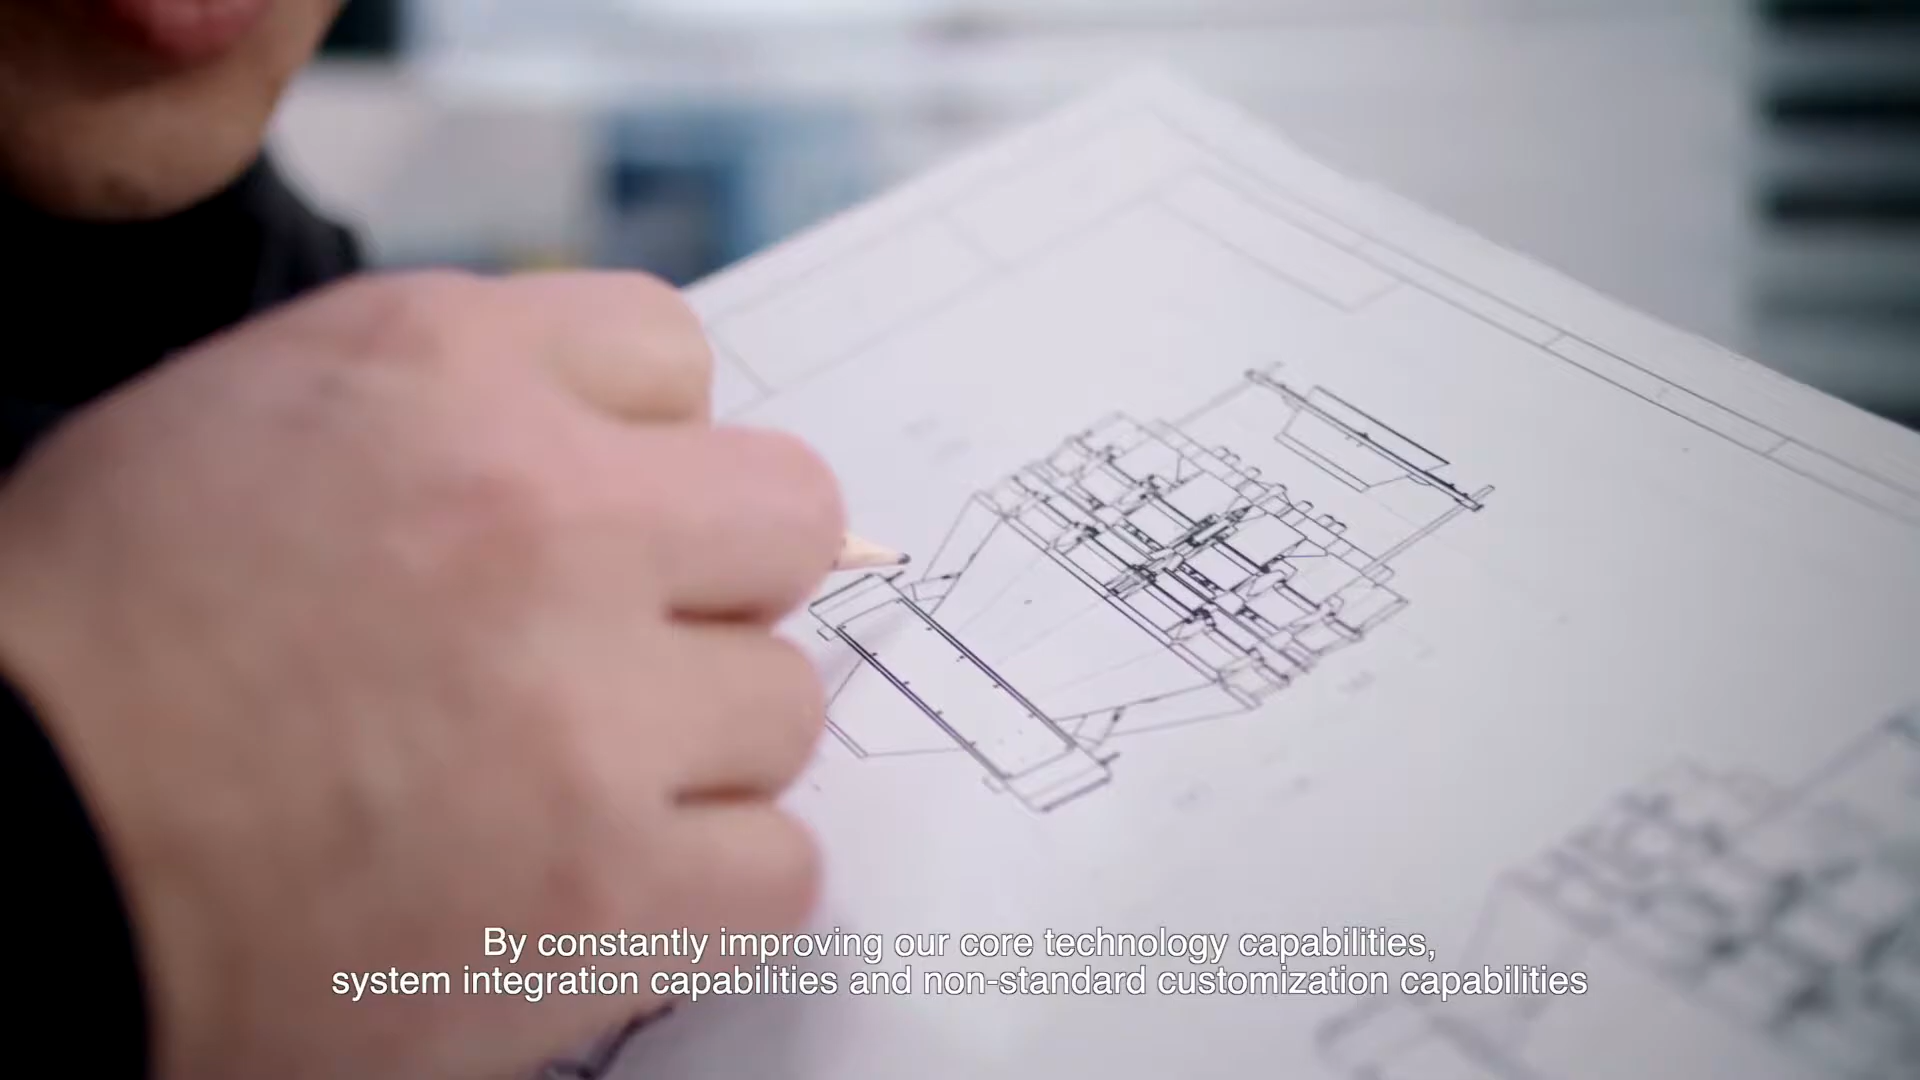 By constantly improving our core technology capabilities,
system integration capabilities and non-standard customization capabilities